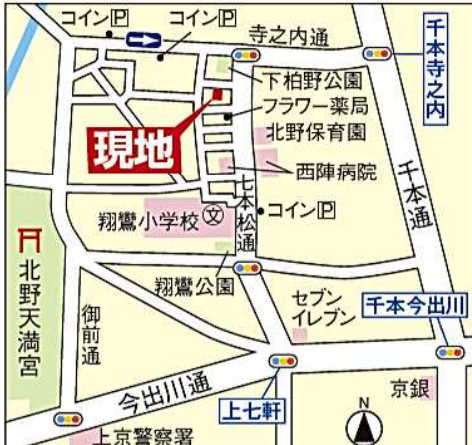 コインP
コインP
寺之内通
千本寺之内
下柏野公園
フラワー薬局
北野保育園
現地
西陣病院
千本通
七本松通
コインP
翔鸞小学校
文
翔鸞公園
北野天満宮
御前通
セブン
イレブン
千本今出川
今出川通
上七軒
京銀
上京警察署
N